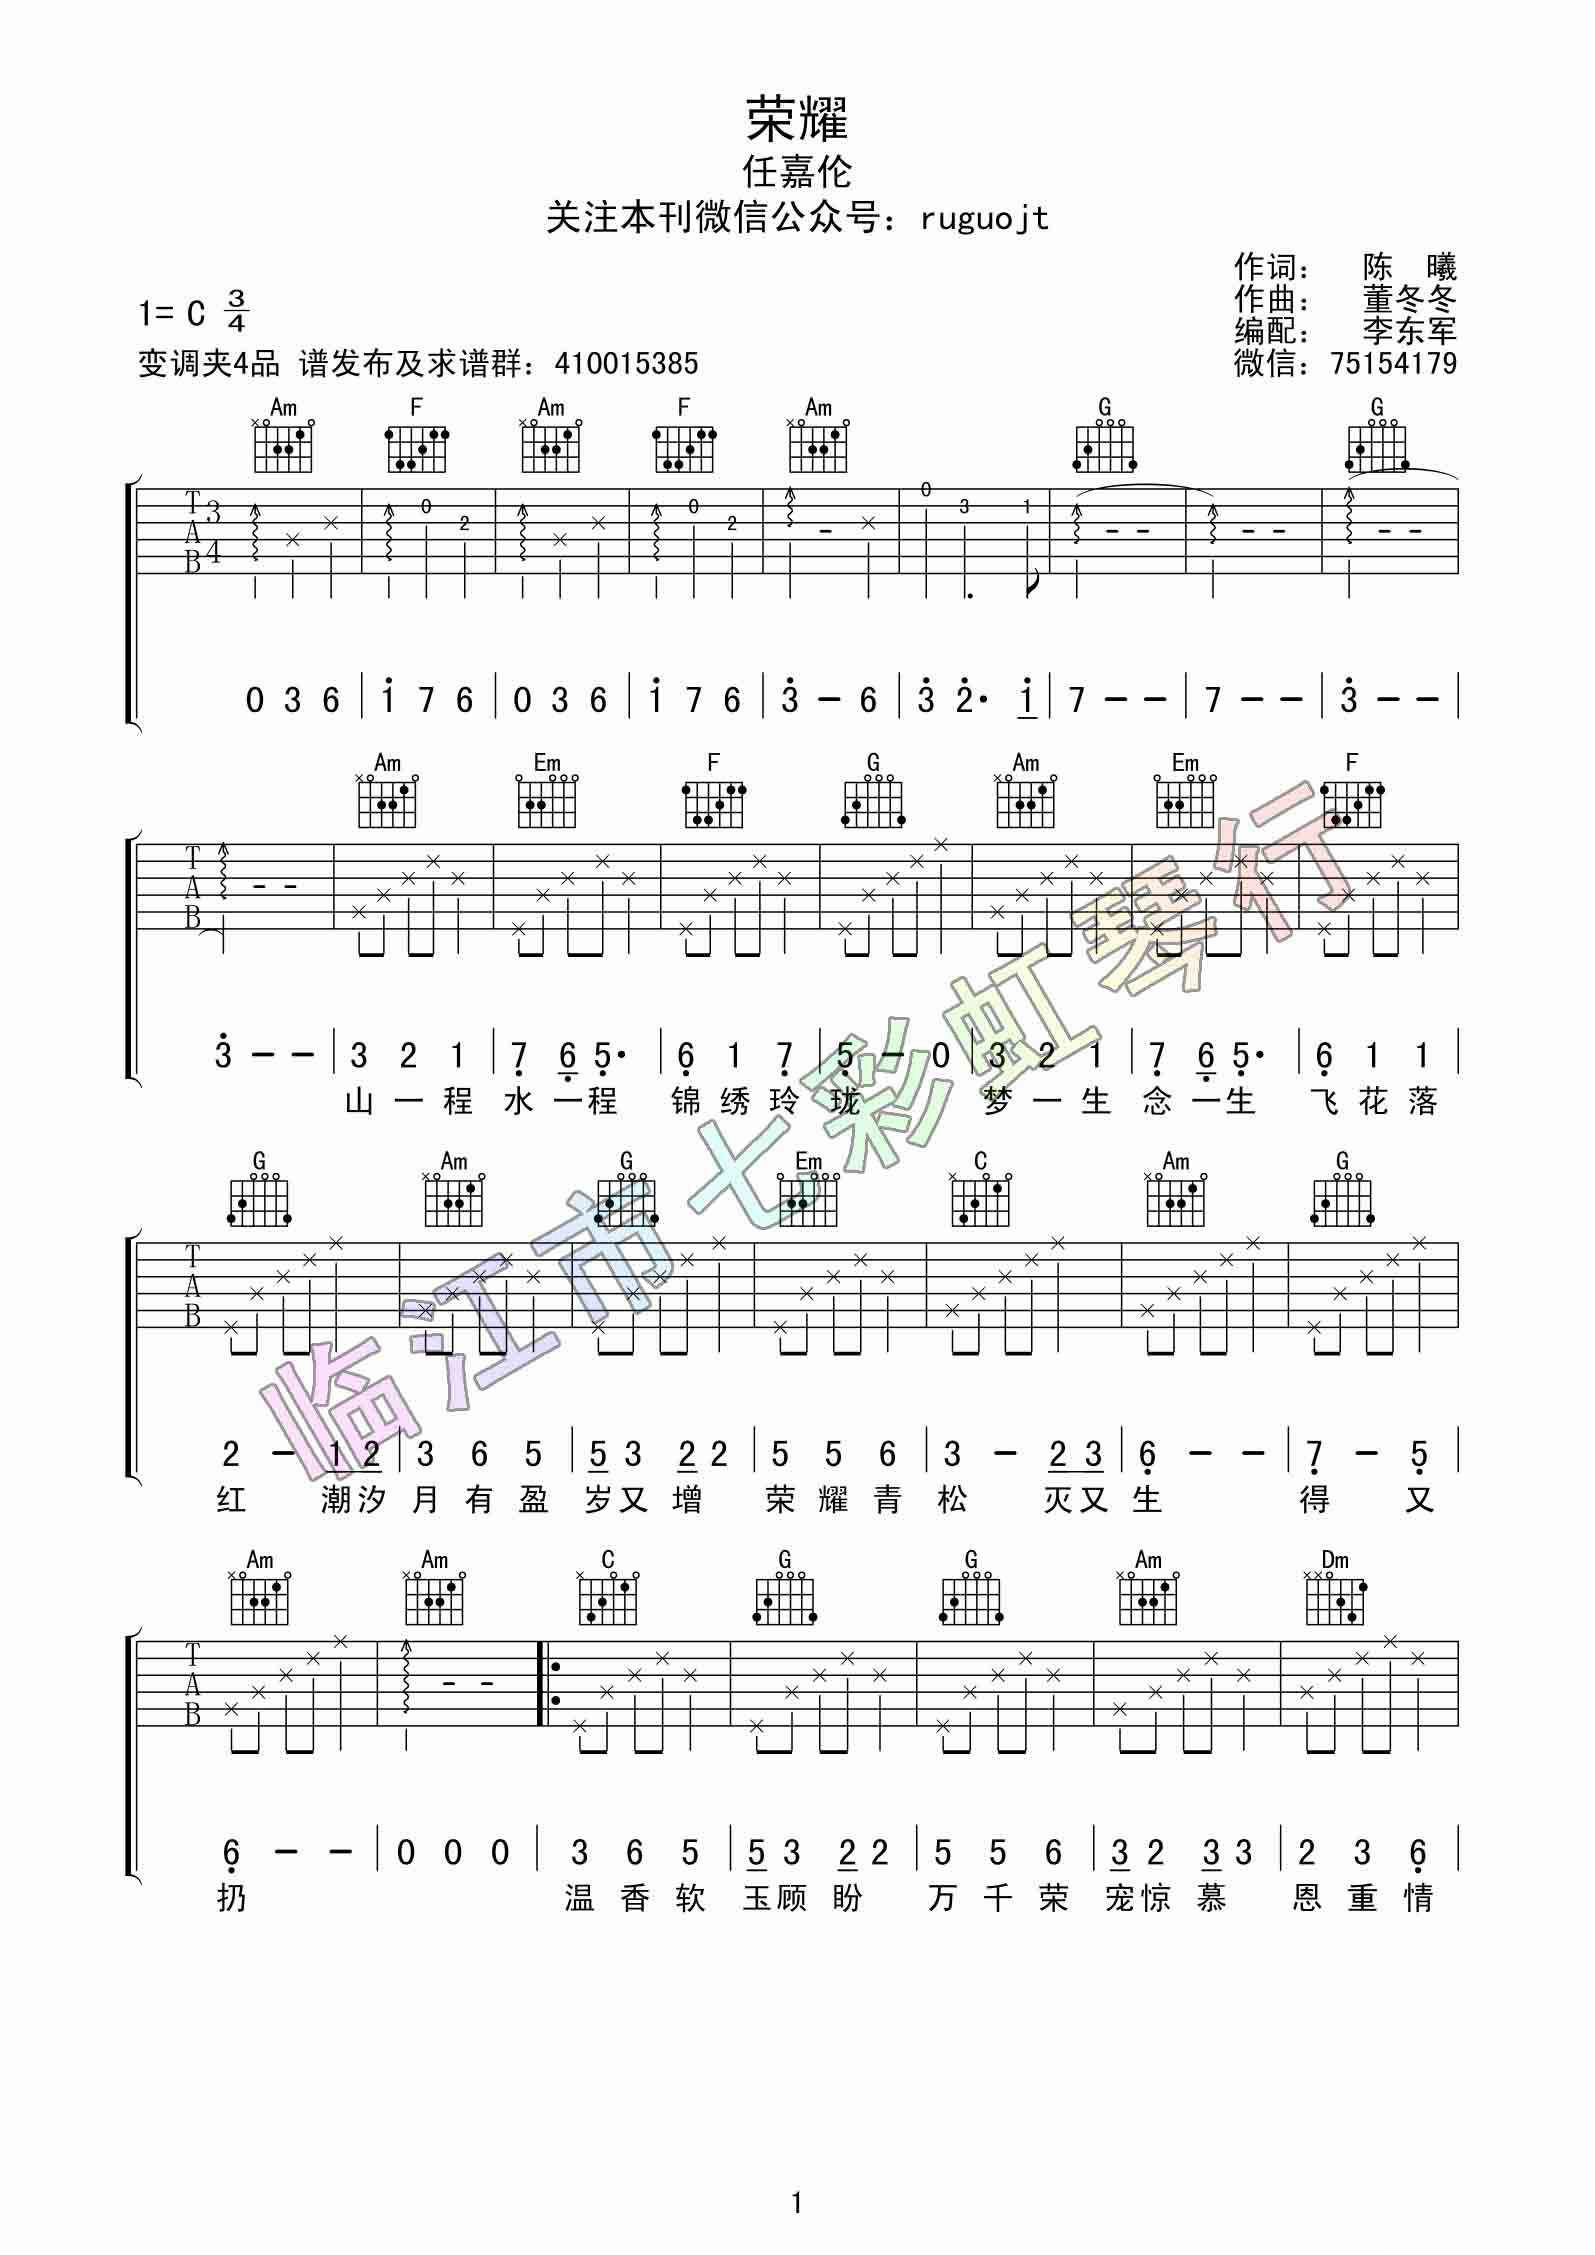 荣耀
任嘉伦
关注本刊微信公众号：ruguojt
作词： 陈 曦
作曲： 董冬冬
编配： 李东军
微信：75154179
1= C 3/4
变调夹4品 谱发布及求谱群：410015385
Am F Am F Am G G
T A B 3 4 0 2 0 2 0 3 1
0 3 6 | 1 7 6 | 0 3 6 | 1 7 6 | 3 - 6 | 3 2· 1 | 7 - - | 7 - - | 3 - - |
Am Em F G Am Em F
T A B
3 - - | 3 2 1 | 7 6 5· | 6 1 7 | 5 - 0 | 3 2 1 | 7 6 5· | 6 1 1
山 一 程 水 一 程 锦 绣 玲 珑 梦 一 生 念 一 生 飞 花 落
G Am G Em C Am G
T A B
2 - 1 2 | 3 6 5 | 5 3 2 2 | 5 5 6 | 3 - 2 3 | 6 - - | 7 - 5 |
红 潮 汐 月 有 盈 岁 又 增 荣 耀 青 松 灭 又 生 得 又
Am Am C G G Am Dm
T A B
6 - - | 0 0 0 | 3 6 5 | 5 3 2 2 | 5 5 6 | 3 2 3 3 | 2 3 6 |
扔 温 香 软 玉 顾 盼 万 千 荣 宠 惊 慕 恩 重 情
临江市七彩虹琴行
1